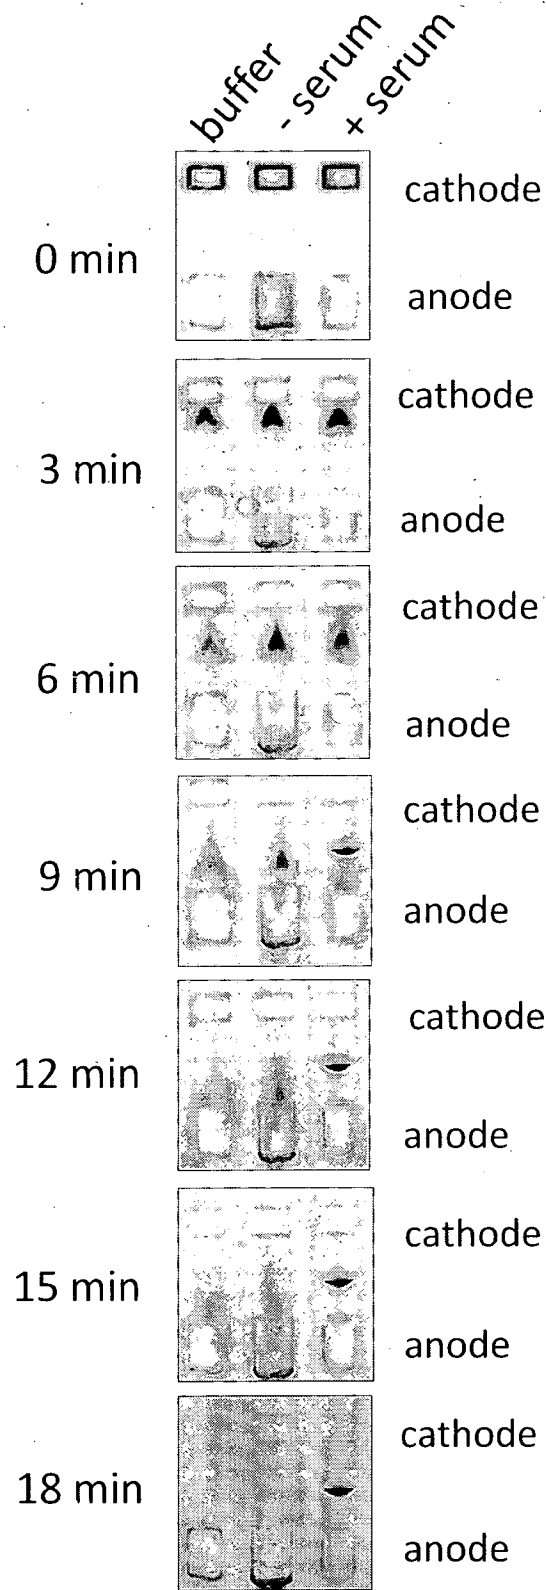 buffer
- serum
+ serum
cathode
0 min
anode
cathode
3 min
anode
cathode
6 min
anode
cathode
9 min
anode
cathode
12 min
anode
cathode
15 min
anode
cathode
18 min
anode